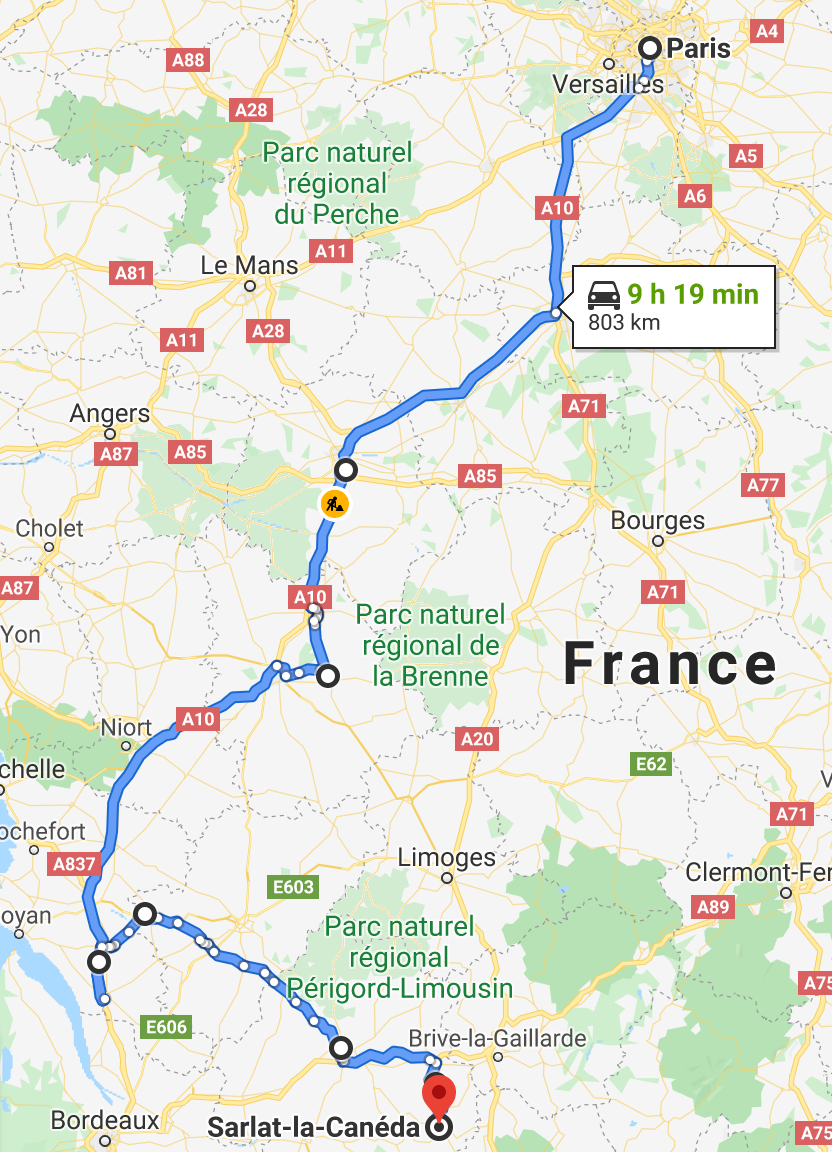 A4
Paris
A88
Versailles
A28
Parc naturel
régional
du Perche
A5
A6
A10
A11
Le Mans
A81
9 h 19 min
803 km
A28
A11
Angers
A71
A87
A85
A85
A77
Cholet
Bourges
A87
A10
A71
Parc naturel
régional de
la Brenne
Yon
France
A10
Niort
A20
E62
chelle
V
A71
ochefort
A837
Limoges
Clermont-Fer
E603
A89
oyan
Parc naturel
régional
Périgord-Limousin
A75
E606
Brive-la-Gaillarde
Bordeaux
Sarlat-la-Canéda
A75